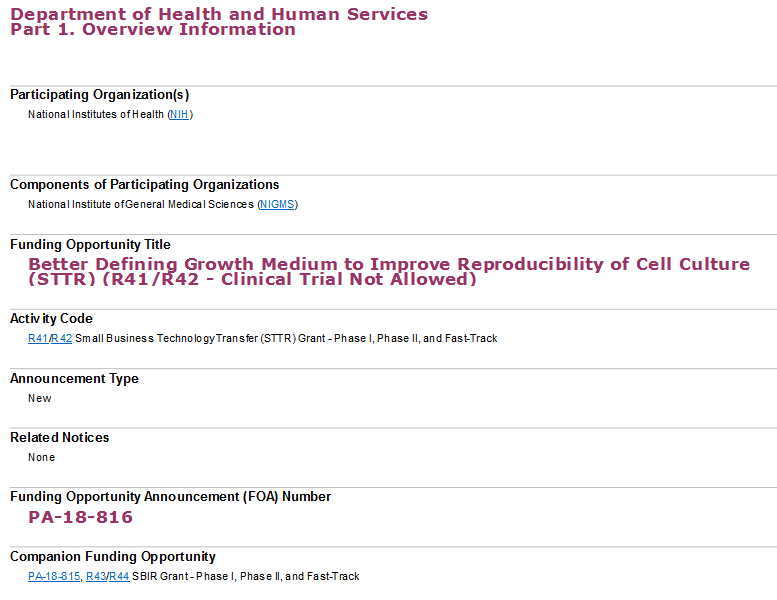 Department of Health and Human Services
Part 1. Overview Information
Participating Organization(s)
National Institutes of Health (NIH)
Components of Participating Organizations
National Institute of General Medical Sciences (NIGMS)
Funding Opportunity Title
Better Defining Growth Medium to Improve Reproducibility of Cell Culture
(STTR) (R41/R42 - Clinical Trial Not Allowed)
Activity Code
R41/R42 Small Business Technology Transfer (STTR) Grant - Phase I, Phase II, and Fast-Track
Announcement Type
New
Related Notices
None
Funding Opportunity Announcement (FOA) Number
PA-18-816
Companion Funding Opportunity
PA-18-815, R43/R44 SBIR Grant - Phase I, Phase II, and Fast-Track